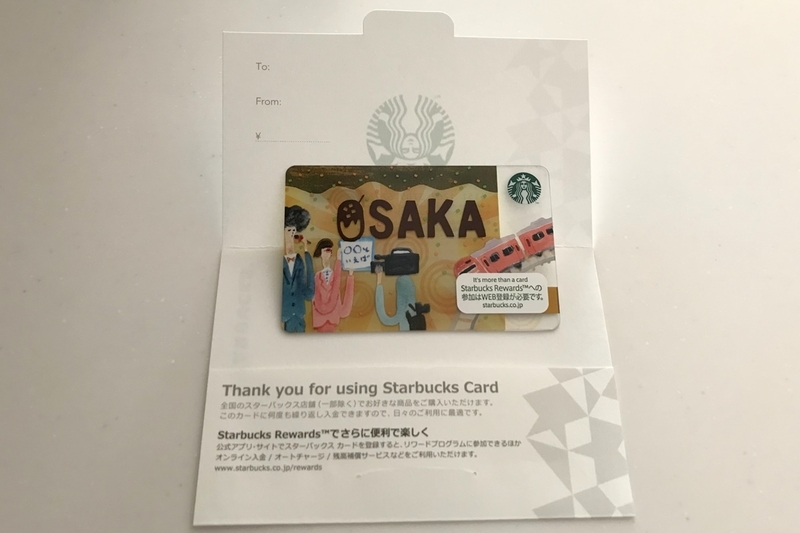 To:
From:
¥
OSAKA
〇〇と
いえば
It's more than a card
Starbucks Rewards™への
参加はWEB登録が必要です。
starbucks.co.jp
Thank you for using Starbucks Card
全国のスターバックス店舗(一部除く)でお好きな商品をご購入いただけます。
このカードに何度も繰り返し入金できますので、日々のご利用に最適です。
Starbucks Rewards™でさらに便利で楽しく
公式アプリ・サイトでスターバックス カードを登録すると、リワードプログラムに参加できるほか
オンライン入金 / オートチャージ / 残高補償サービスなどをご利用いただけます。
www.starbucks.co.jp/rewards